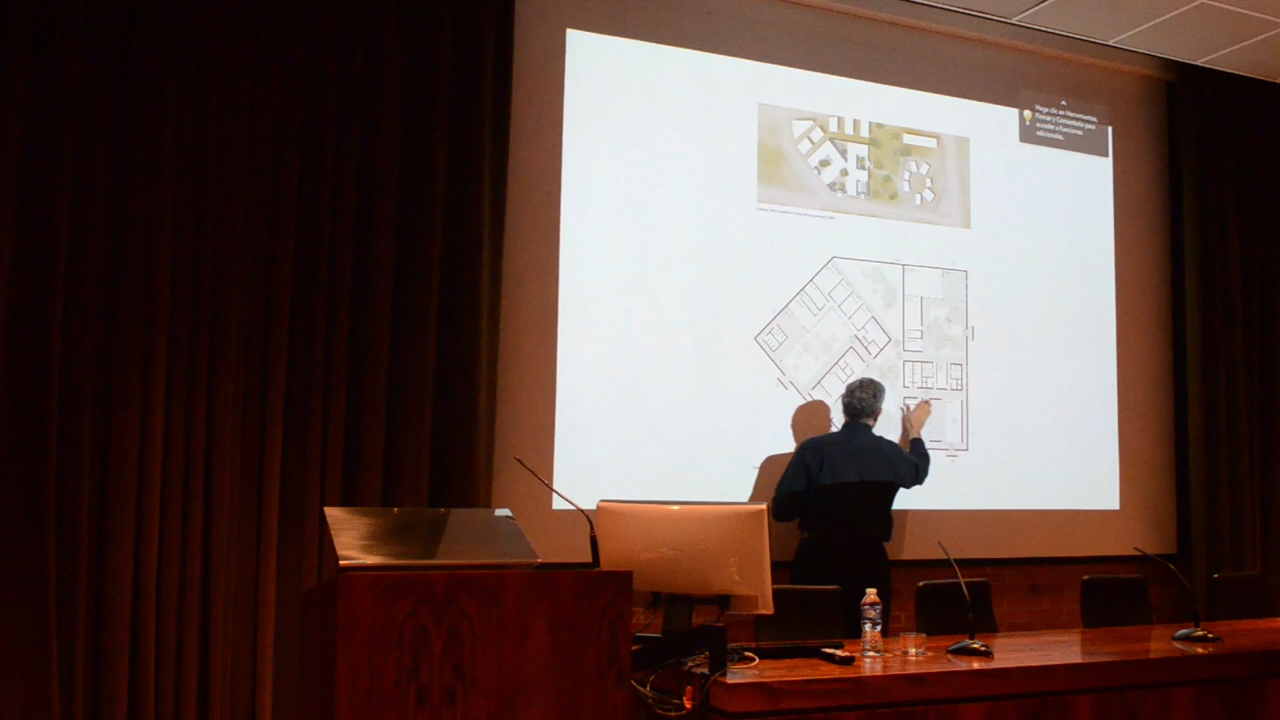 Haga clic en Herramientas,
Firmar y Comentario para
acceder a funciones
adicionales.